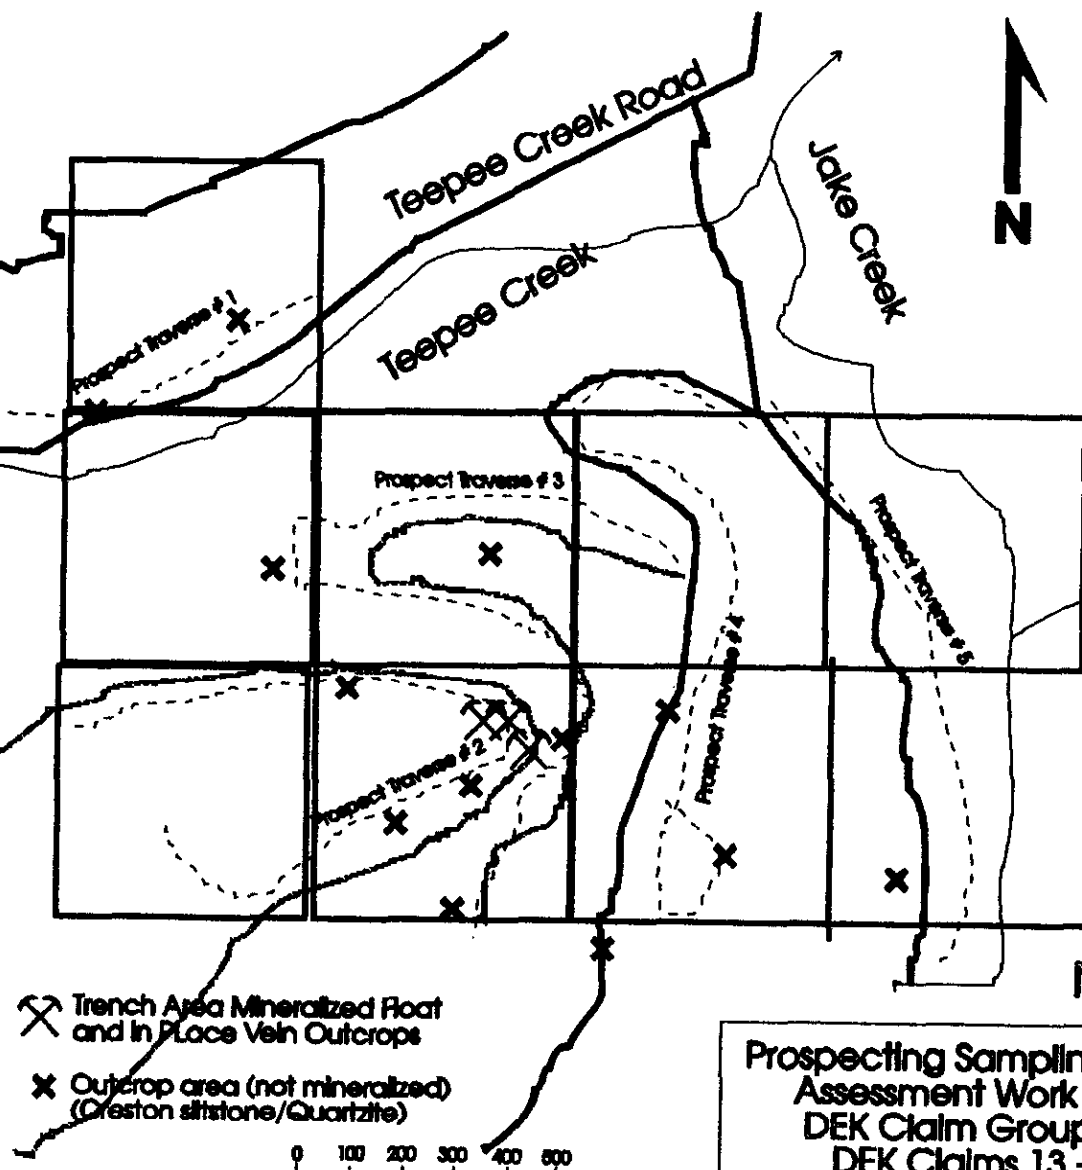 Teepee Creek Road
Jake Creek
N
Teepee Creek
Prospect Traverse # 1
Prospect Traverse # 3
Prospect Traverse # 5
Prospect Traverse # 4
Prospect Traverse # 2
Trench Area Mineralized Float
and In PLace Vein Outcrops
Outcrop area (not mineralized)
(Creston siltstone/Quartzite)
0 100 200 300 400 500
Prospecting Samplin
Assessment Work
DEK Claim Group
DEK Claims 13 -